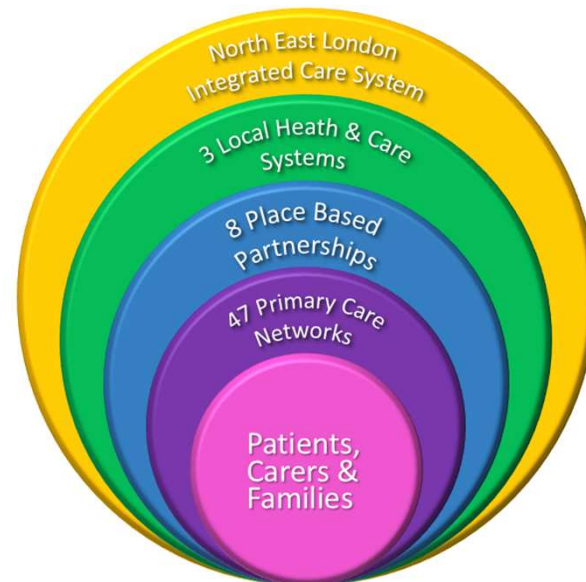 North East London
Integrated Care System
3 Local Heath & Care
Systems
8 Place Based
Partnerships
47 Primary Care
Networks
Patients,
Carers &
Families